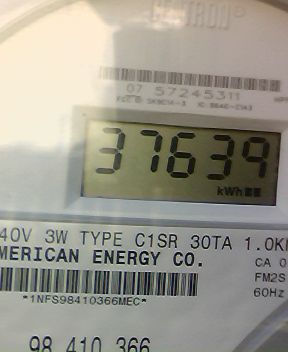 CENTRON®
07 57245311
37639
kWh
40V 3W TYPE C1SR 30TA 1.0K
MERICAN ENERGY CO.
CA 0
FM2S
60Hz
*1NFS98410366MEC*
98 410 366